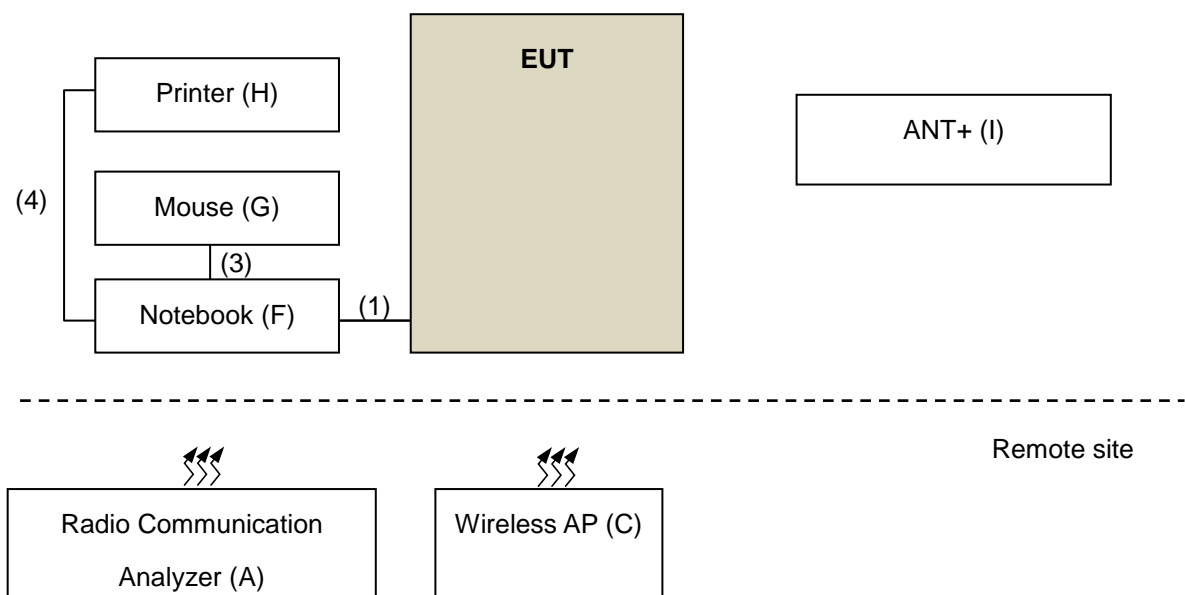 EUT
Printer (H)
ANT+ (I)
(4)
Mouse (G)
(3)
Notebook (F)
(1)
Remote site
Radio Communication
Analyzer (A)
Wireless AP (C)